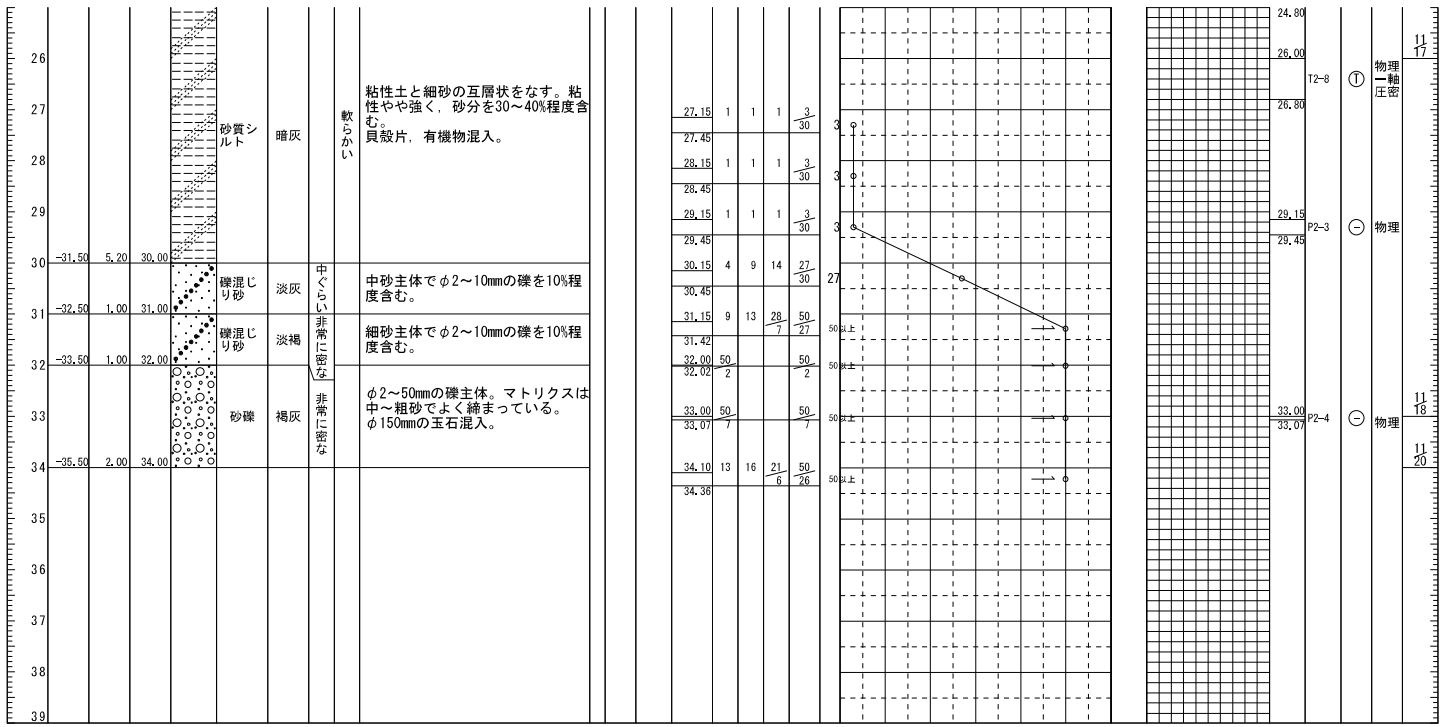 26
27
28
29
30
31
32
33
34
35
36
37
38
39
-31.50 5.20 30.00
-32.50 1.00 31.00
-33.50 1.00 32.00
-35.50 2.00 34.00
砂質シ
ルト
暗灰
軟らかい
粘性土と細砂の互層状をなす。粘
性やや強く，砂分を30～40%程度含
む。
貝殻片，有機物混入。
礫混じ
り砂
淡灰
中ぐらい
中砂主体でφ2～10mmの礫を10%程
度含む。
礫混じ
り砂
淡褐
非常に密な
細砂主体でφ2～10mmの礫を10%程
度含む。
砂礫
褐灰
非常に密な
φ2～50mmの礫主体。マトリクスは
中～粗砂でよく締まっている。
φ150mmの玉石混入。
27.15 1 1 1 3/30 3
27.45
28.15 1 1 1 3/30 3
28.45
29.15 1 1 1 3/30 3
29.45
30.15 4 9 14 27/30 27
30.45
31.15 9 13 28/7 50/27 50以上
31.42
32.00 50/2 50/2 50以上
32.02
33.00 50/7 50/7 50以上
33.07
34.10 13 16 21/6 50/26 50以上
34.36
24.80
26.00
T2-8 T 物理
一軸
圧密
26.80
29.15
P2-3 物理
29.45
33.00
P2-4 物理
33.07
11/17
11/18
11/20